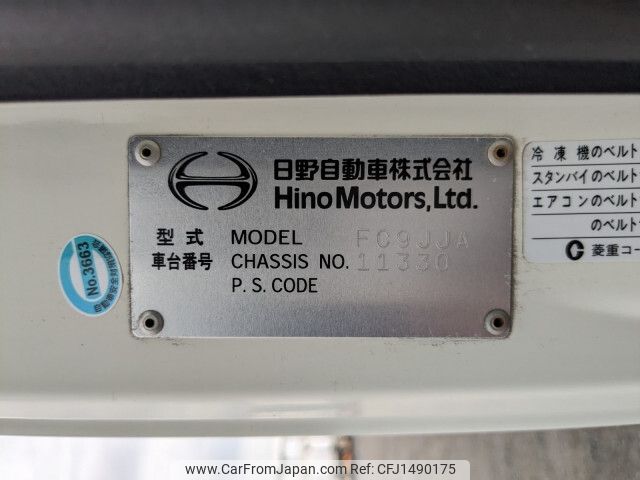 日野自動車株式会社
HinoMotors,Ltd.
型式 MODEL FC9JJA
車台番号 CHASSIS NO. 11330
P.S.CODE
No.3663
冷凍機のベルト
スタンバイのベルト
エアコンのベルト
のベルト
菱重コー
www.CarFromJapan.com Ref No: CFJ1490175